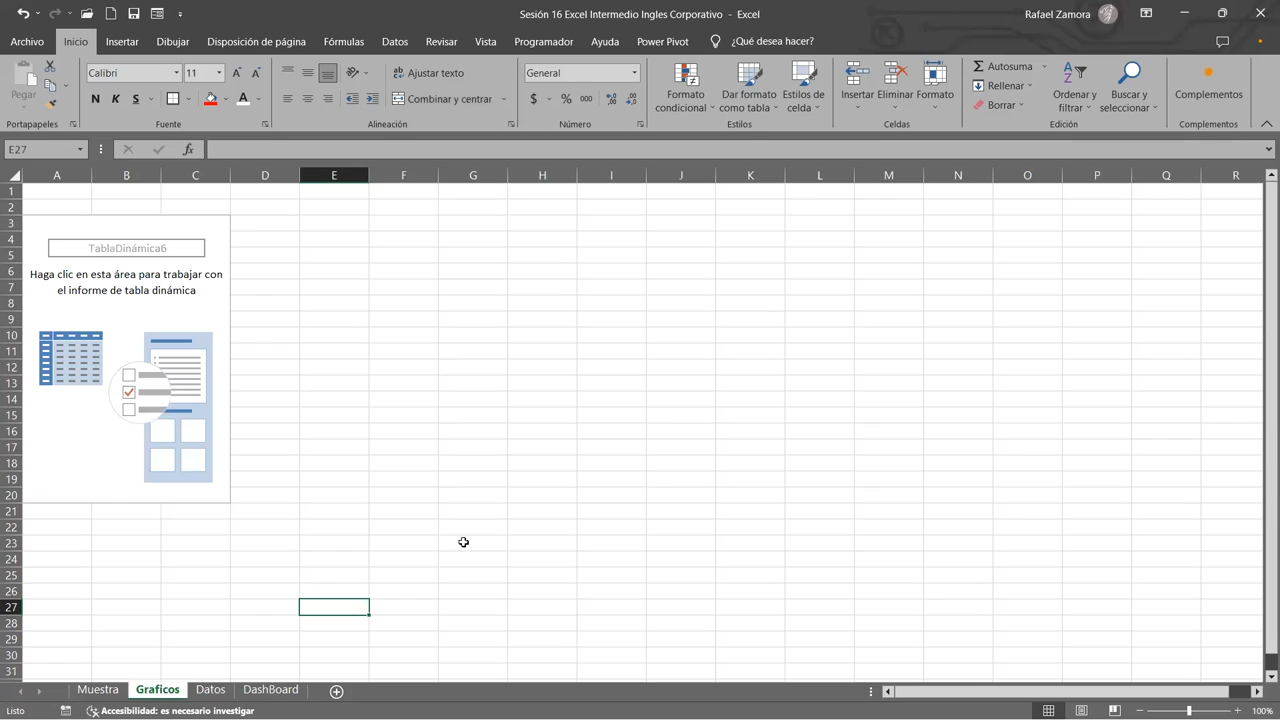 Sesión 16 Excel Intermedio Ingles Corporativo - Excel
Rafael Zamora
Archivo Inicio Insertar Dibujar Disposición de página Fórmulas Datos Revisar Vista Programador Ayuda Power Pivot ¿Qué desea hacer?
Pegar
Portapapeles
Calibri 11
N K S
Fuente
Ajustar texto
Combinar y centrar
Alineación
General
$ % 000
Número
Formato condicional
Dar formato como tabla
Estilos de celda
Estilos
Insertar Eliminar Formato
Celdas
Autosuma
Rellenar
Borrar
Ordenar y filtrar
Buscar y seleccionar
Edición
Complementos
Complementos
E27 fx
A B C D E F G H I J K L M N O P Q R
1
2
3
4
5
6
7
8
9
10
11
12
13
14
15
16
17
18
19
20
21
22
23
24
25
26
27
28
29
30
31
TablaDinámica6
Haga clic en esta área para trabajar con
el informe de tabla dinámica
Muestra Graficos Datos DashBoard
Listo Accesibilidad: es necesario investigar 100%